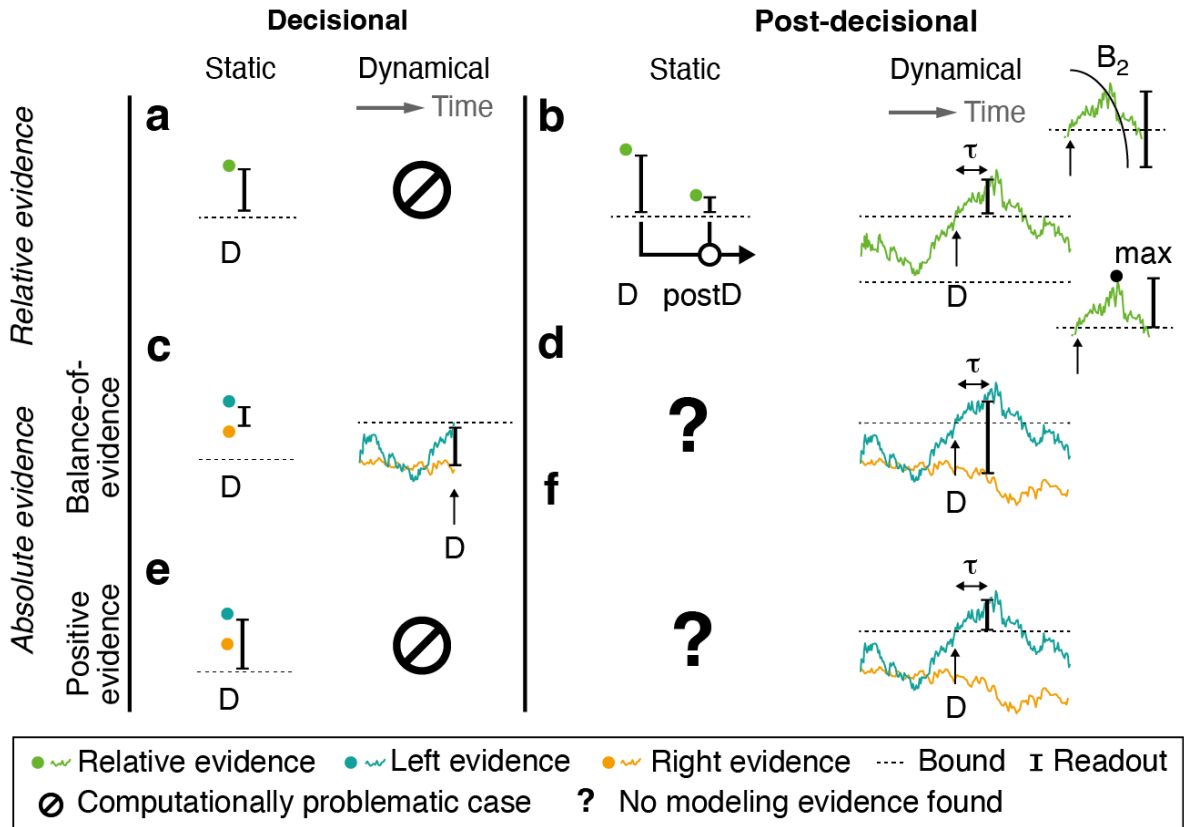 Decisional
Post-decisional
Static
Dynamical
Static
Dynamical
Time
Time
B2
Relative evidence
a
b
D
τ
D
postD
D
max
Absolute evidence
Balance-of-
evidence
c
d
D
D
?
τ
D
Positive
evidence
e
f
D
?
τ
D
Relative evidence
Left evidence
Right evidence
Bound
Readout
Computationally problematic case
? No modeling evidence found